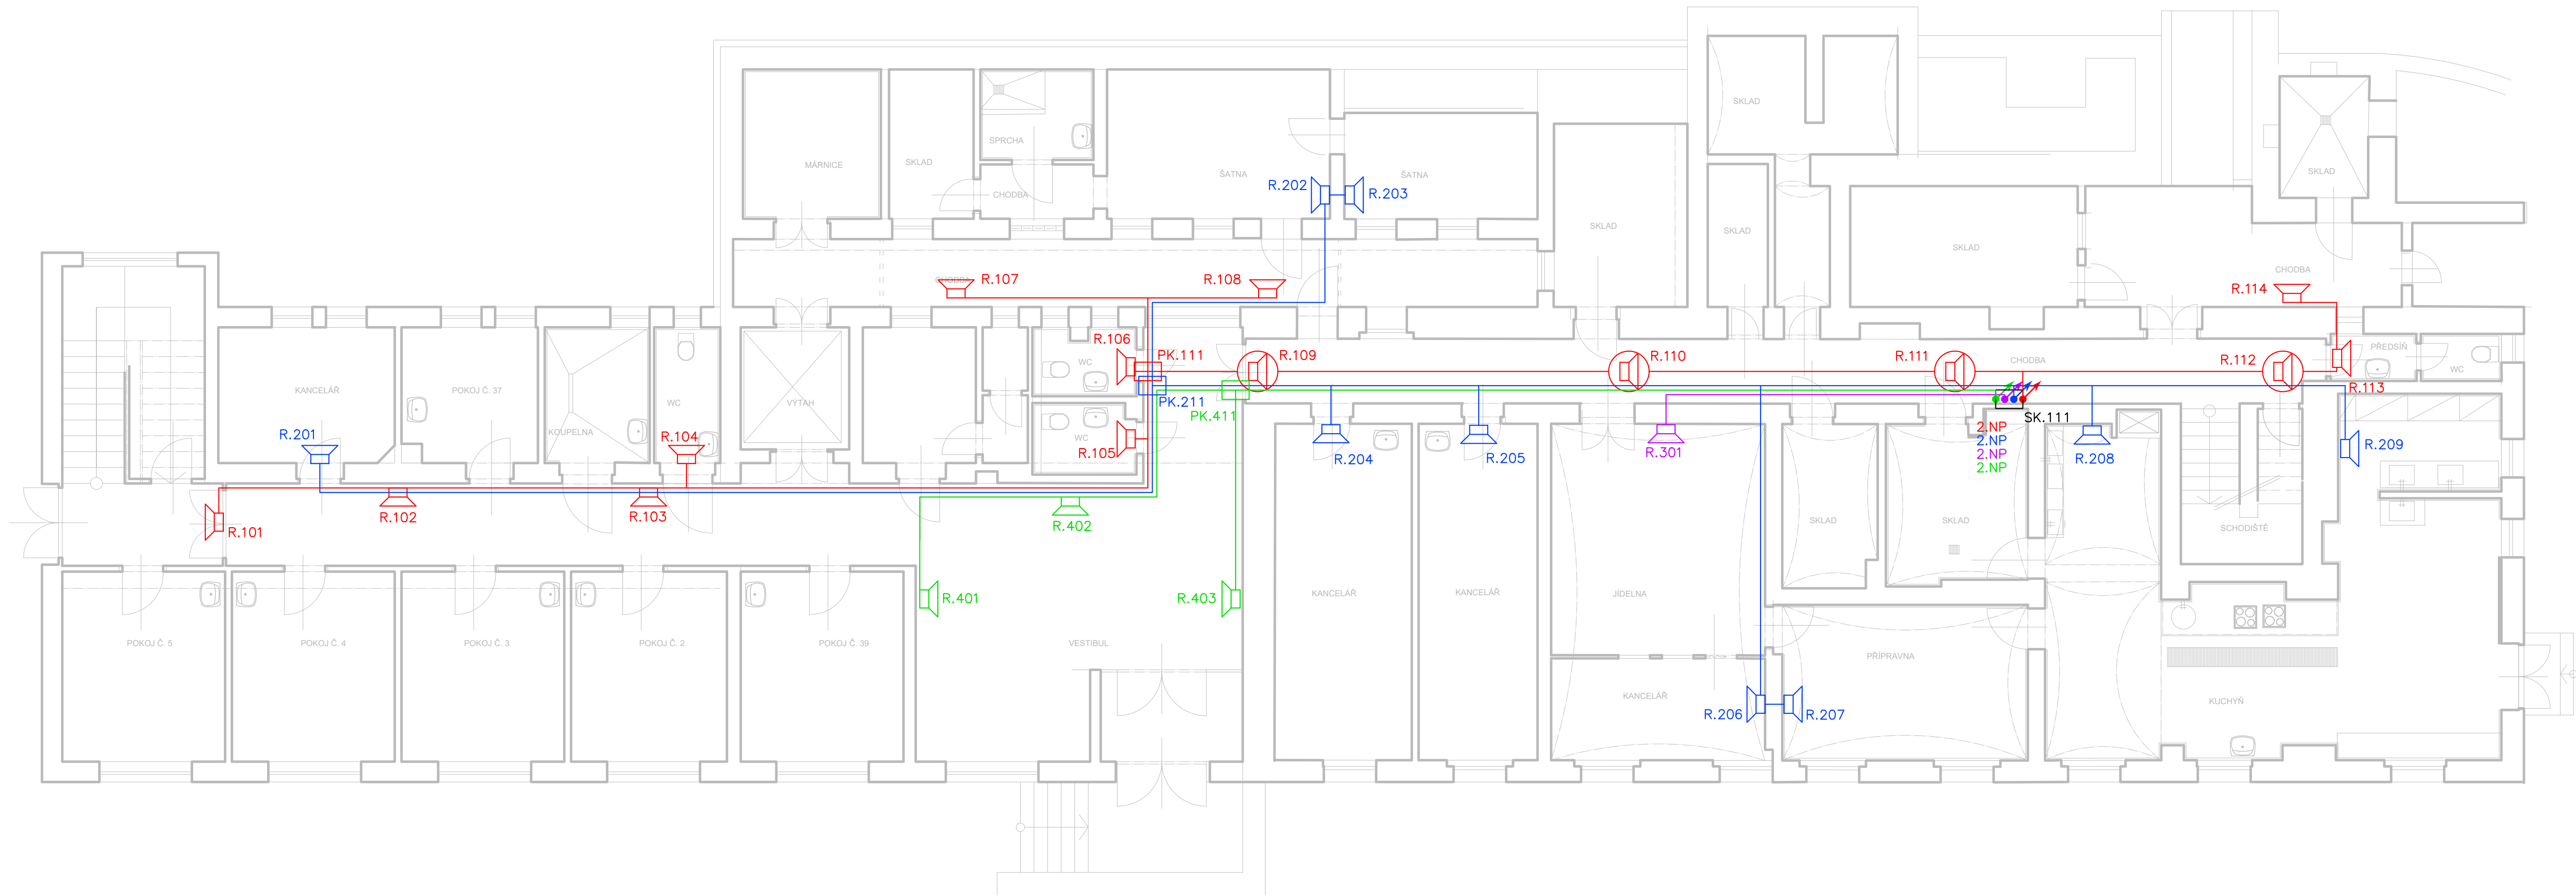 SKLAD
SPRCHA
MÁRNICE
SKLAD
ŠATNA
ŠATNA
SKLAD
CHODBA
R.202
R.203
SKLAD
SKLAD
SKLAD
CHODBA
CHODBA
R.107
R.108
R.114
R.106
WC
PK.111
R.109
R.110
R.111
CHODBA
R.112
PŘEDSÍŇ
WC
R.113
KANCELÁŘ
POKOJ Č. 37
WC
VÝTAH
PK.211
PK.411
SK.111
2.NP
2.NP
2.NP
2.NP
R.201
KOUPELNA
R.104
WC
R.105
R.204
R.205
R.301
R.208
R.209
R.101
R.102
R.103
R.402
SKLAD
SKLAD
SCHODIŠTĚ
R.401
R.403
KANCELÁŘ
KANCELÁŘ
JÍDELNA
POKOJ Č. 5
POKOJ Č. 4
POKOJ Č. 3
POKOJ Č. 2
POKOJ Č. 39
VESTIBUL
PŘÍPRAVNA
KANCELÁŘ
KUCHYŇ
R.206
R.207
SKLAD